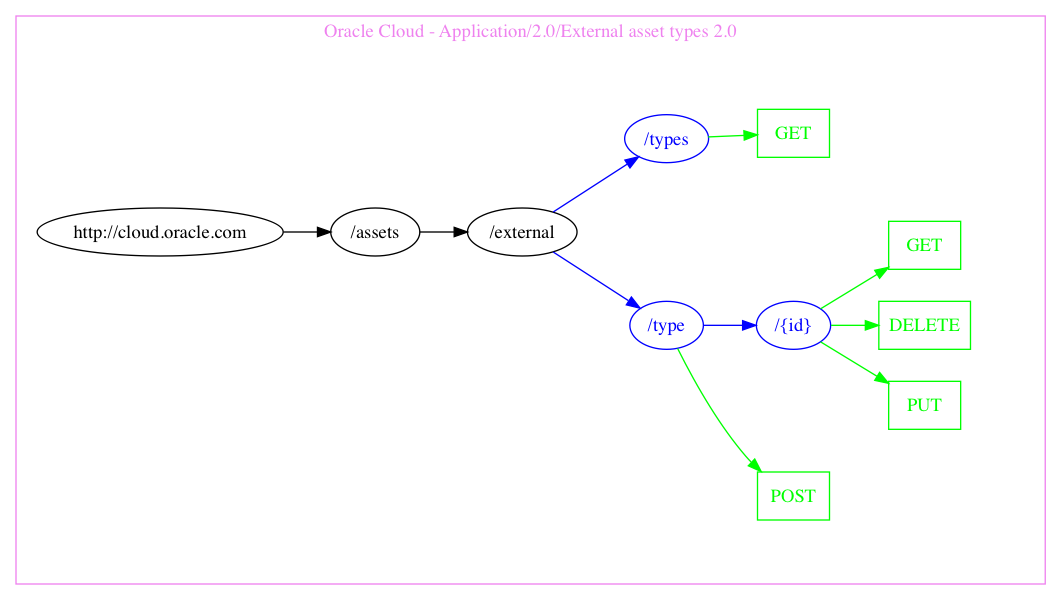 Oracle Cloud - Application/2.0/External asset types 2.0
/types
GET
http://cloud.oracle.com
/assets
/external
GET
/type
/{id}
DELETE
PUT
POST